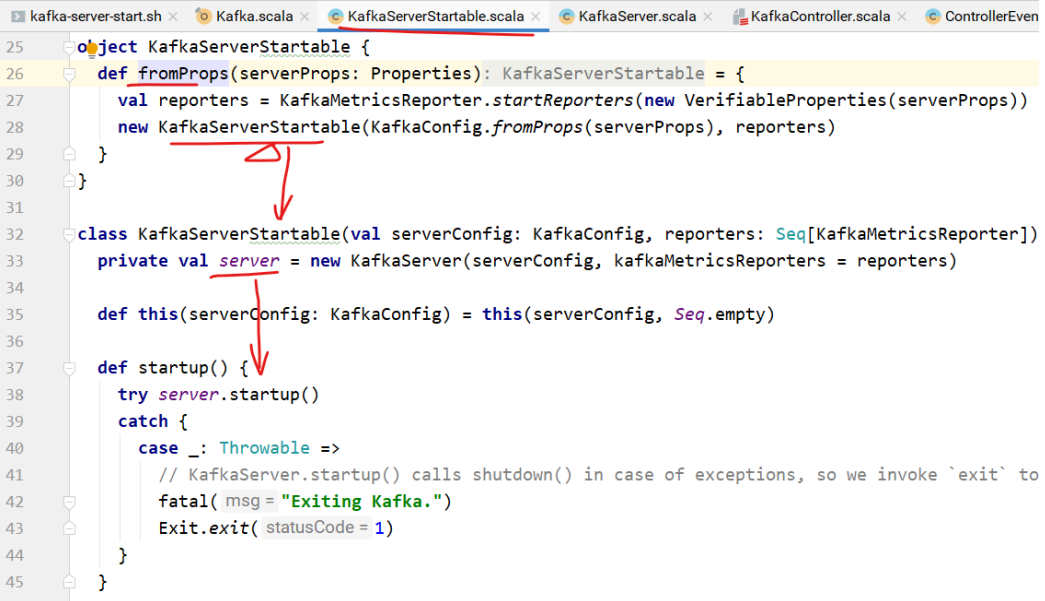 kafka-server-start.sh × Kafka.scala × KafkaServerStartable.scala × KafkaServer.scala × KafkaController.scala × ControllerEven
25 object KafkaServerStartable {
26 def fromProps(serverProps: Properties): KafkaServerStartable = {
27 val reporters = KafkaMetricsReporter.startReporters(new VerifiableProperties(serverProps))
28 new KafkaServerStartable(KafkaConfig.fromProps(serverProps), reporters)
29 }
30 }
31
32 class KafkaServerStartable(val serverConfig: KafkaConfig, reporters: Seq[KafkaMetricsReporter])
33 private val server = new KafkaServer(serverConfig, kafkaMetricsReporters = reporters)
34
35 def this(serverConfig: KafkaConfig) = this(serverConfig, Seq.empty)
36
37 def startup() {
38 try server.startup()
39 catch {
40 case _: Throwable =>
41 // KafkaServer.startup() calls shutdown() in case of exceptions, so we invoke `exit` to
42 fatal( msg = "Exiting Kafka.")
43 Exit.exit( statusCode = 1)
44 }
45 }